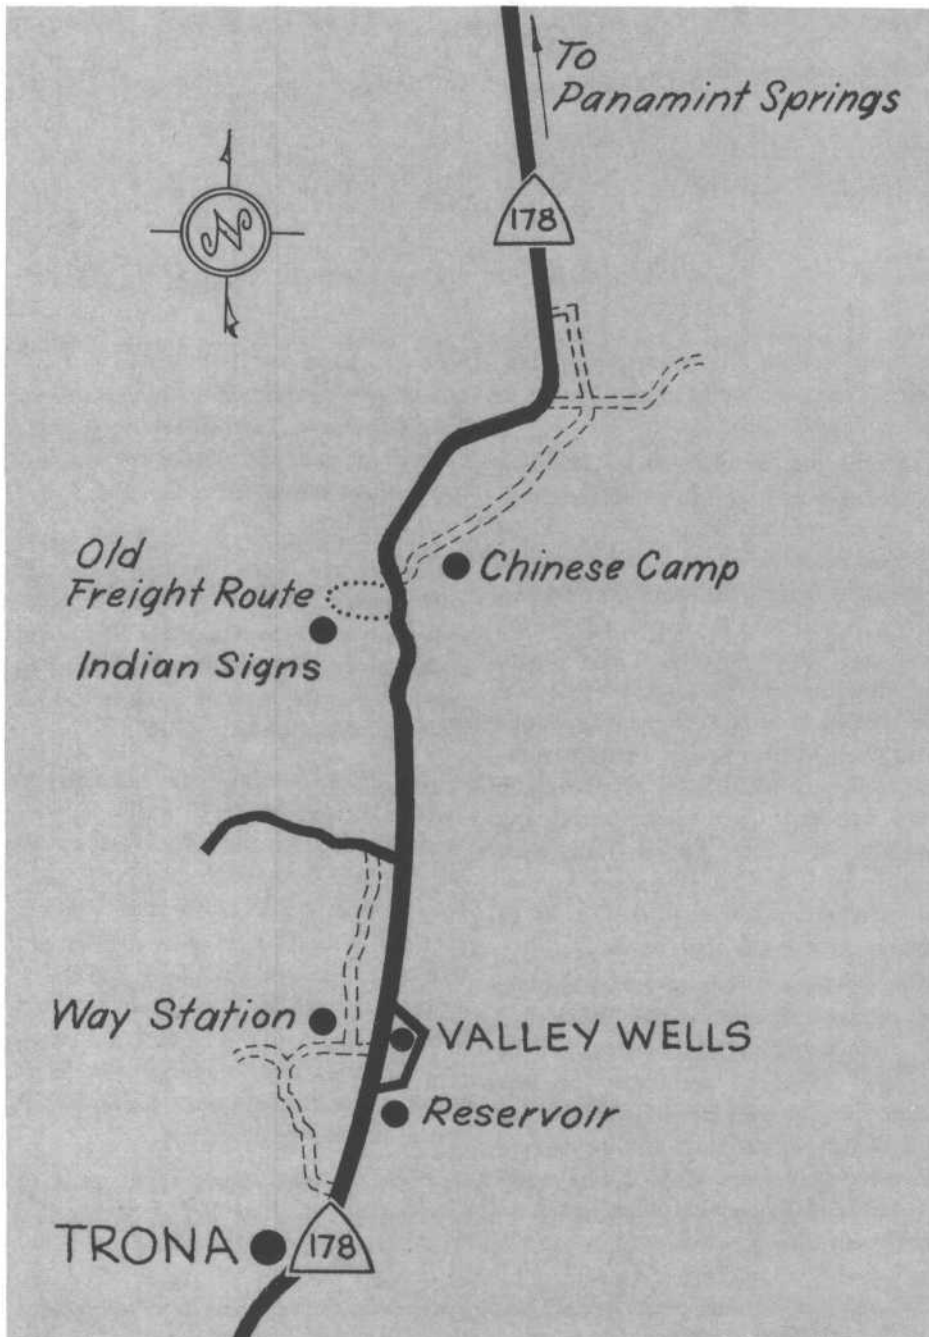 To
Panamint Springs
178
N
Old
Freight Route
Chinese Camp
Indian Signs
Way Station
VALLEY WELLS
Reservoir
TRONA
178